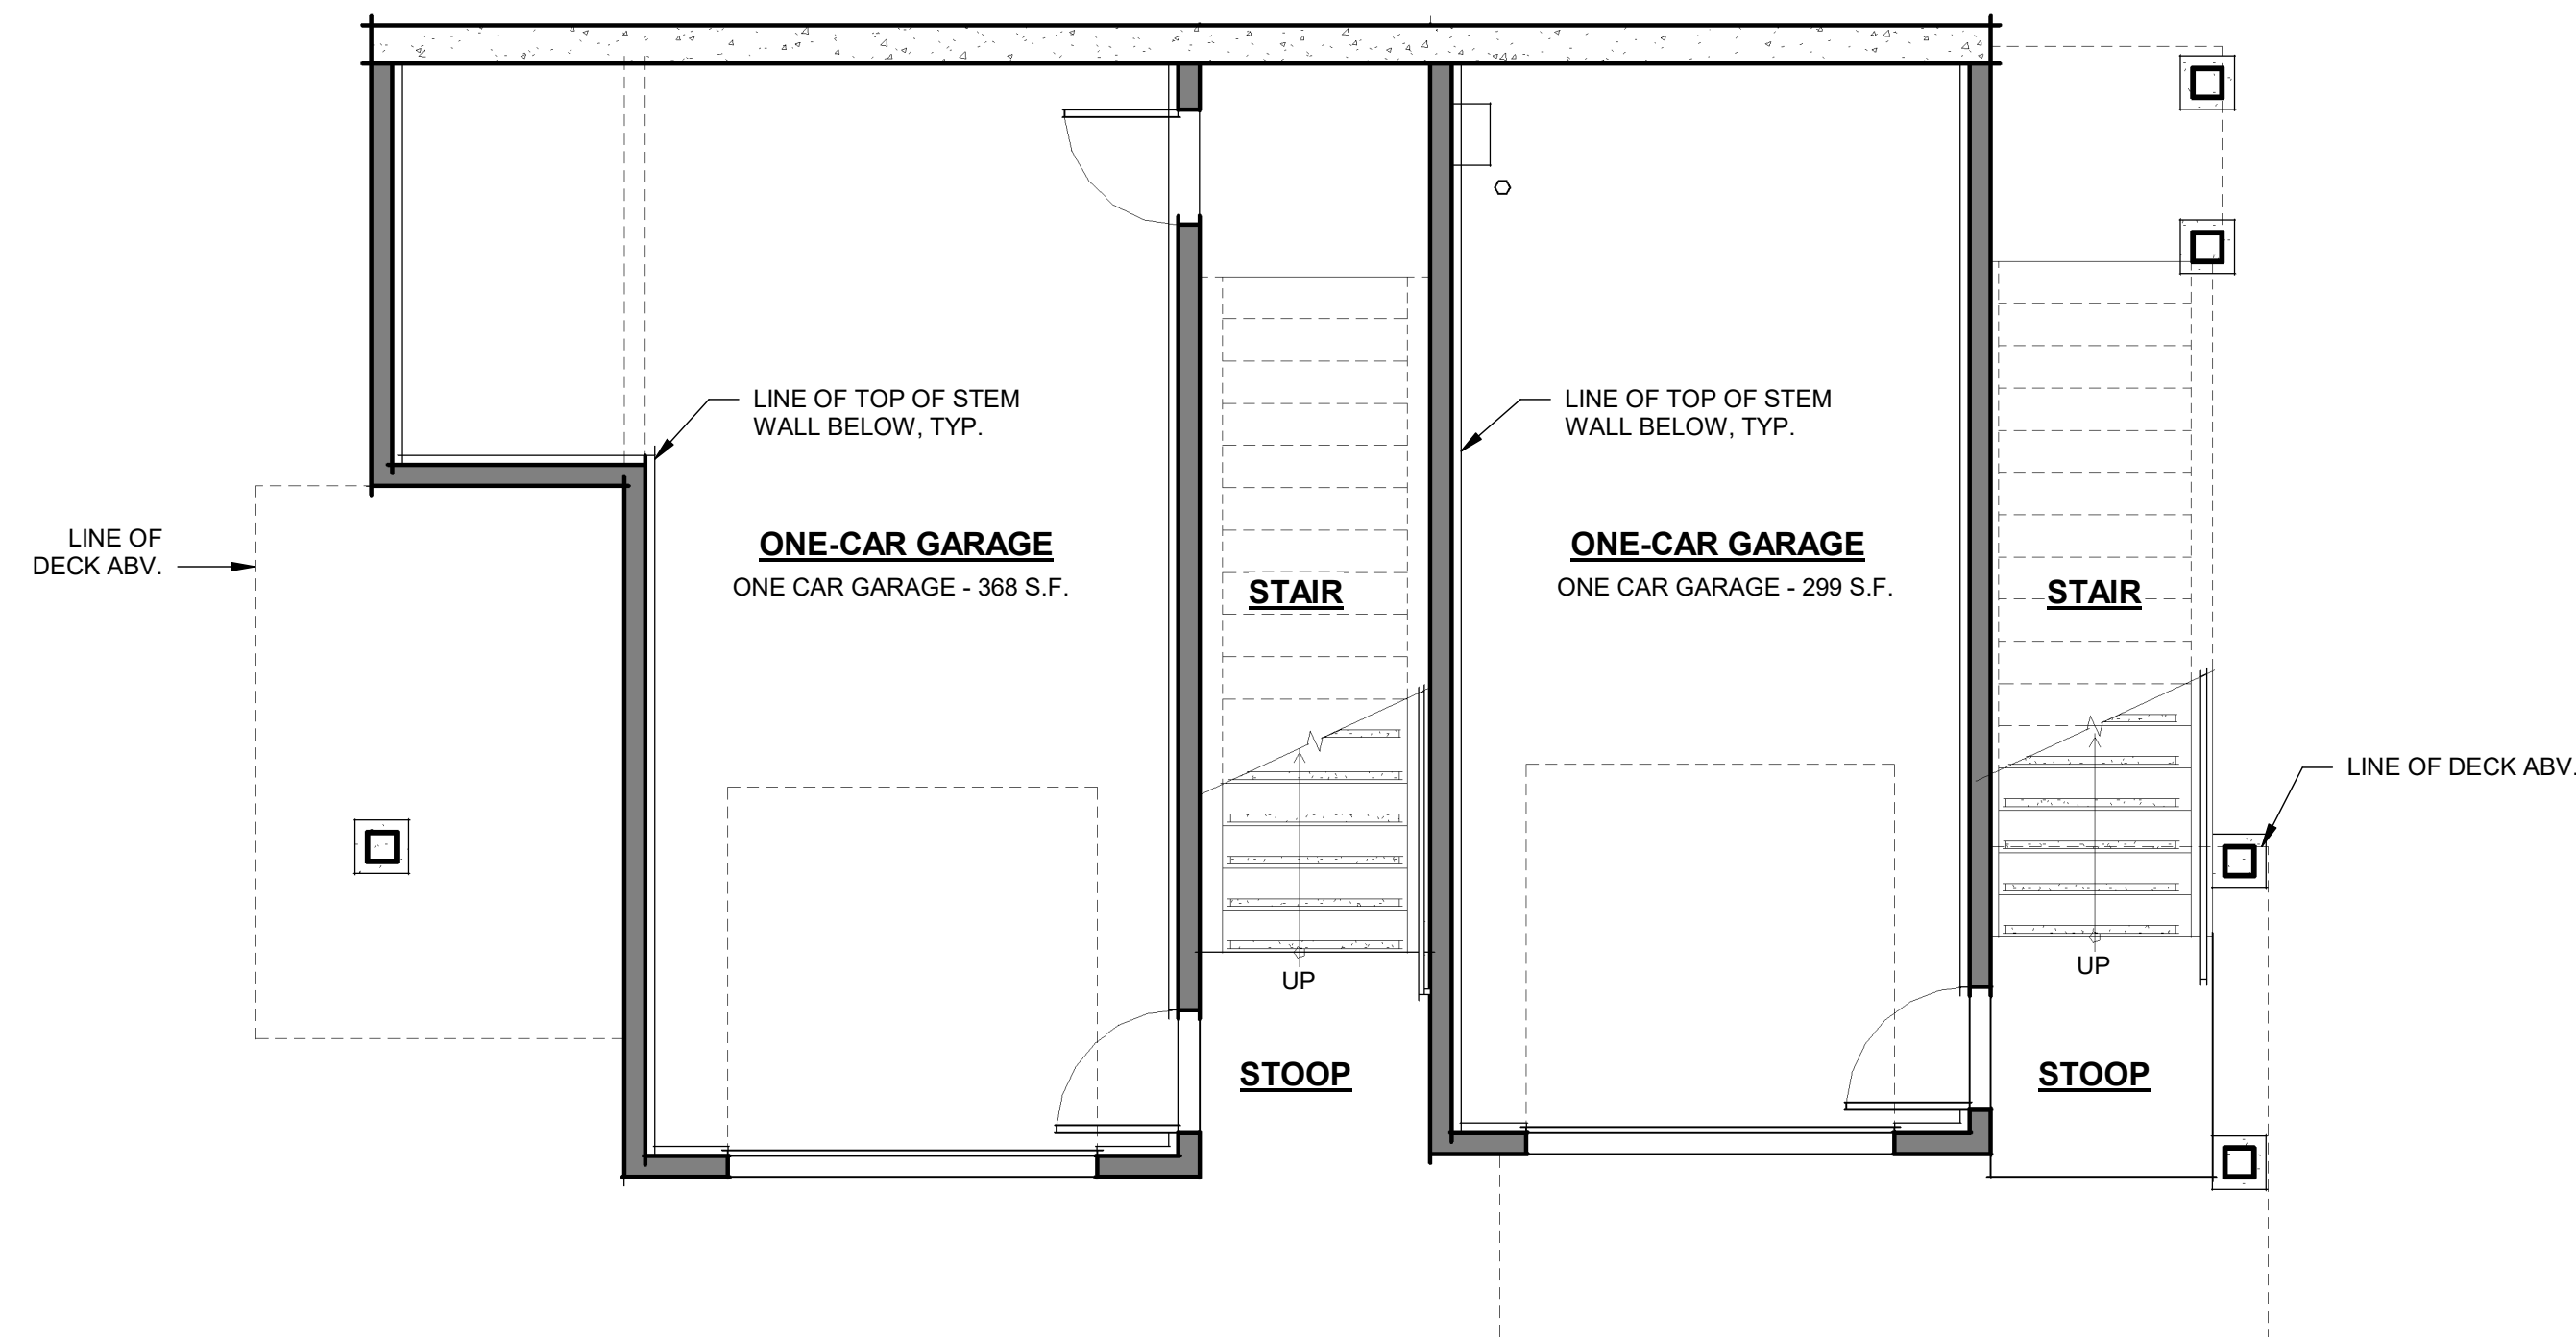 LINE OF TOP OF STEM
WALL BELOW, TYP.
LINE OF TOP OF STEM
WALL BELOW, TYP.
LINE OF
DECK ABV.
ONE-CAR GARAGE
ONE CAR GARAGE - 368 S.F.
STAIR
ONE-CAR GARAGE
ONE CAR GARAGE - 299 S.F.
STAIR
LINE OF DECK ABV.
UP
UP
STOOP
STOOP